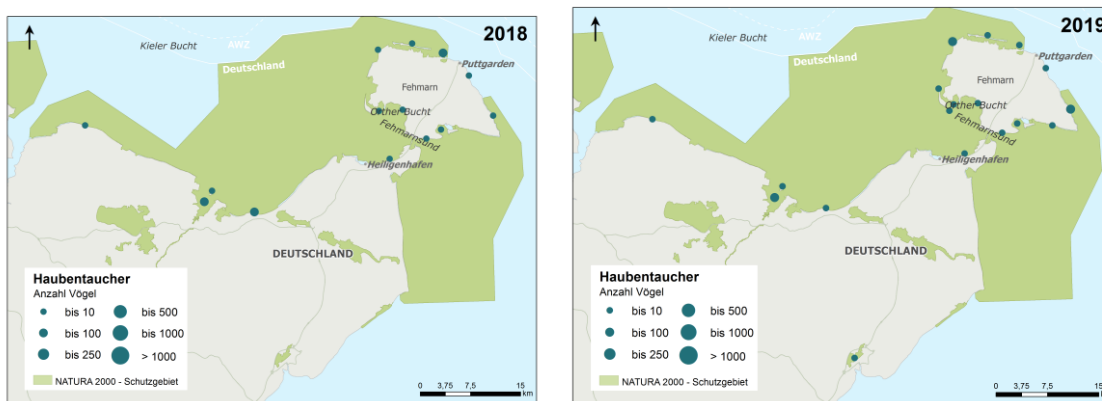 2018
Kieler Bucht
AWZ
Deutschland
Puttgarden
Fehmarn
Orther Bucht
Fehmarnsund
Heiligenhafen
DEUTSCHLAND
Haubentaucher
Anzahl Vögel
bis 10
bis 500
bis 100
bis 1000
bis 250
> 1000
NATURA 2000 - Schutzgebiet
0 3,75 7,5 15
km
2019
Kieler Bucht
AWZ
Deutschland
Puttgarden
Fehmarn
Orther Bucht
Fehmarnsund
Heiligenhafen
DEUTSCHLAND
Haubentaucher
Anzahl Vögel
bis 10
bis 500
bis 100
bis 1000
bis 250
> 1000
NATURA 2000 - Schutzgebiet
0 3,75 7,5 15